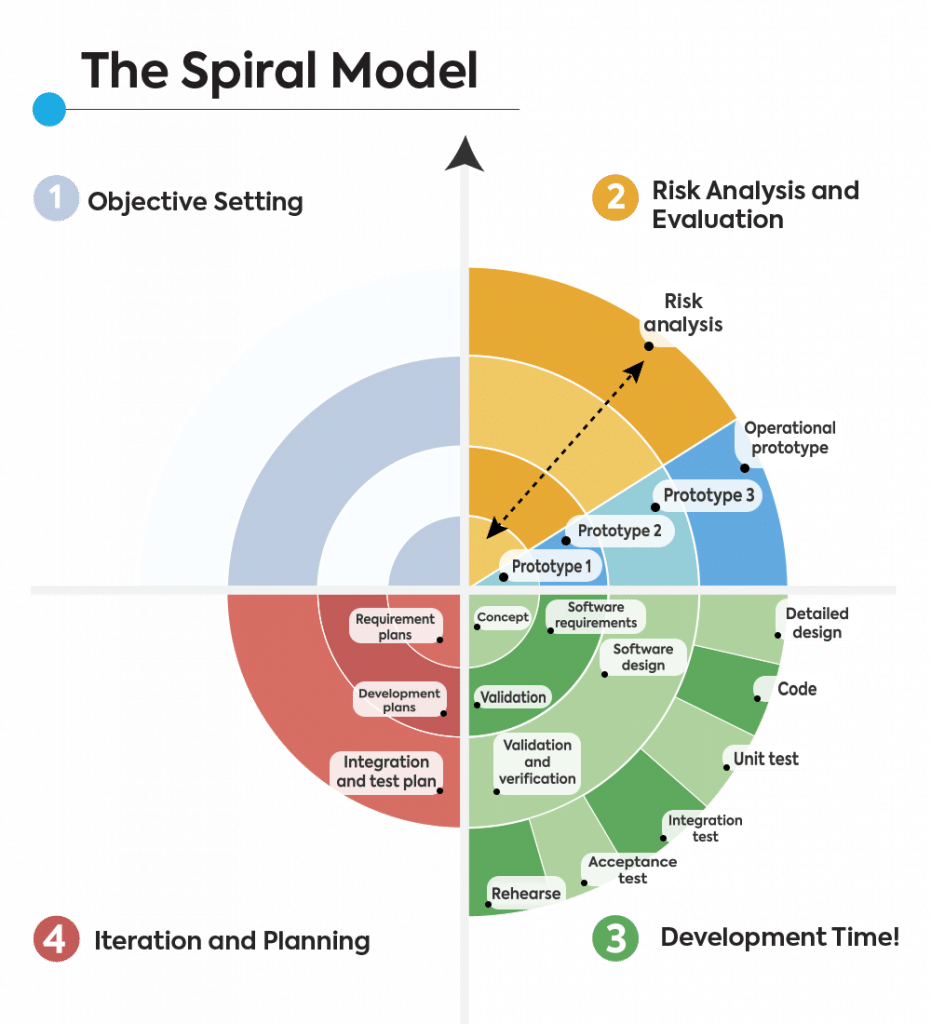 The Spiral Model
1
Objective Setting
2
Risk Analysis and
Evaluation
Risk
analysis
Operational
prototype
Prototype 3
Prototype 2
Prototype 1
Requirement
plans
Development
plans
Integration
and test plan
Concept
Software
requirements
Software
design
Validation
Validation
and
verification
Detailed
design
Code
Unit test
Integration
test
Acceptance
test
Rehearse
4
Iteration and Planning
3
Development Time!